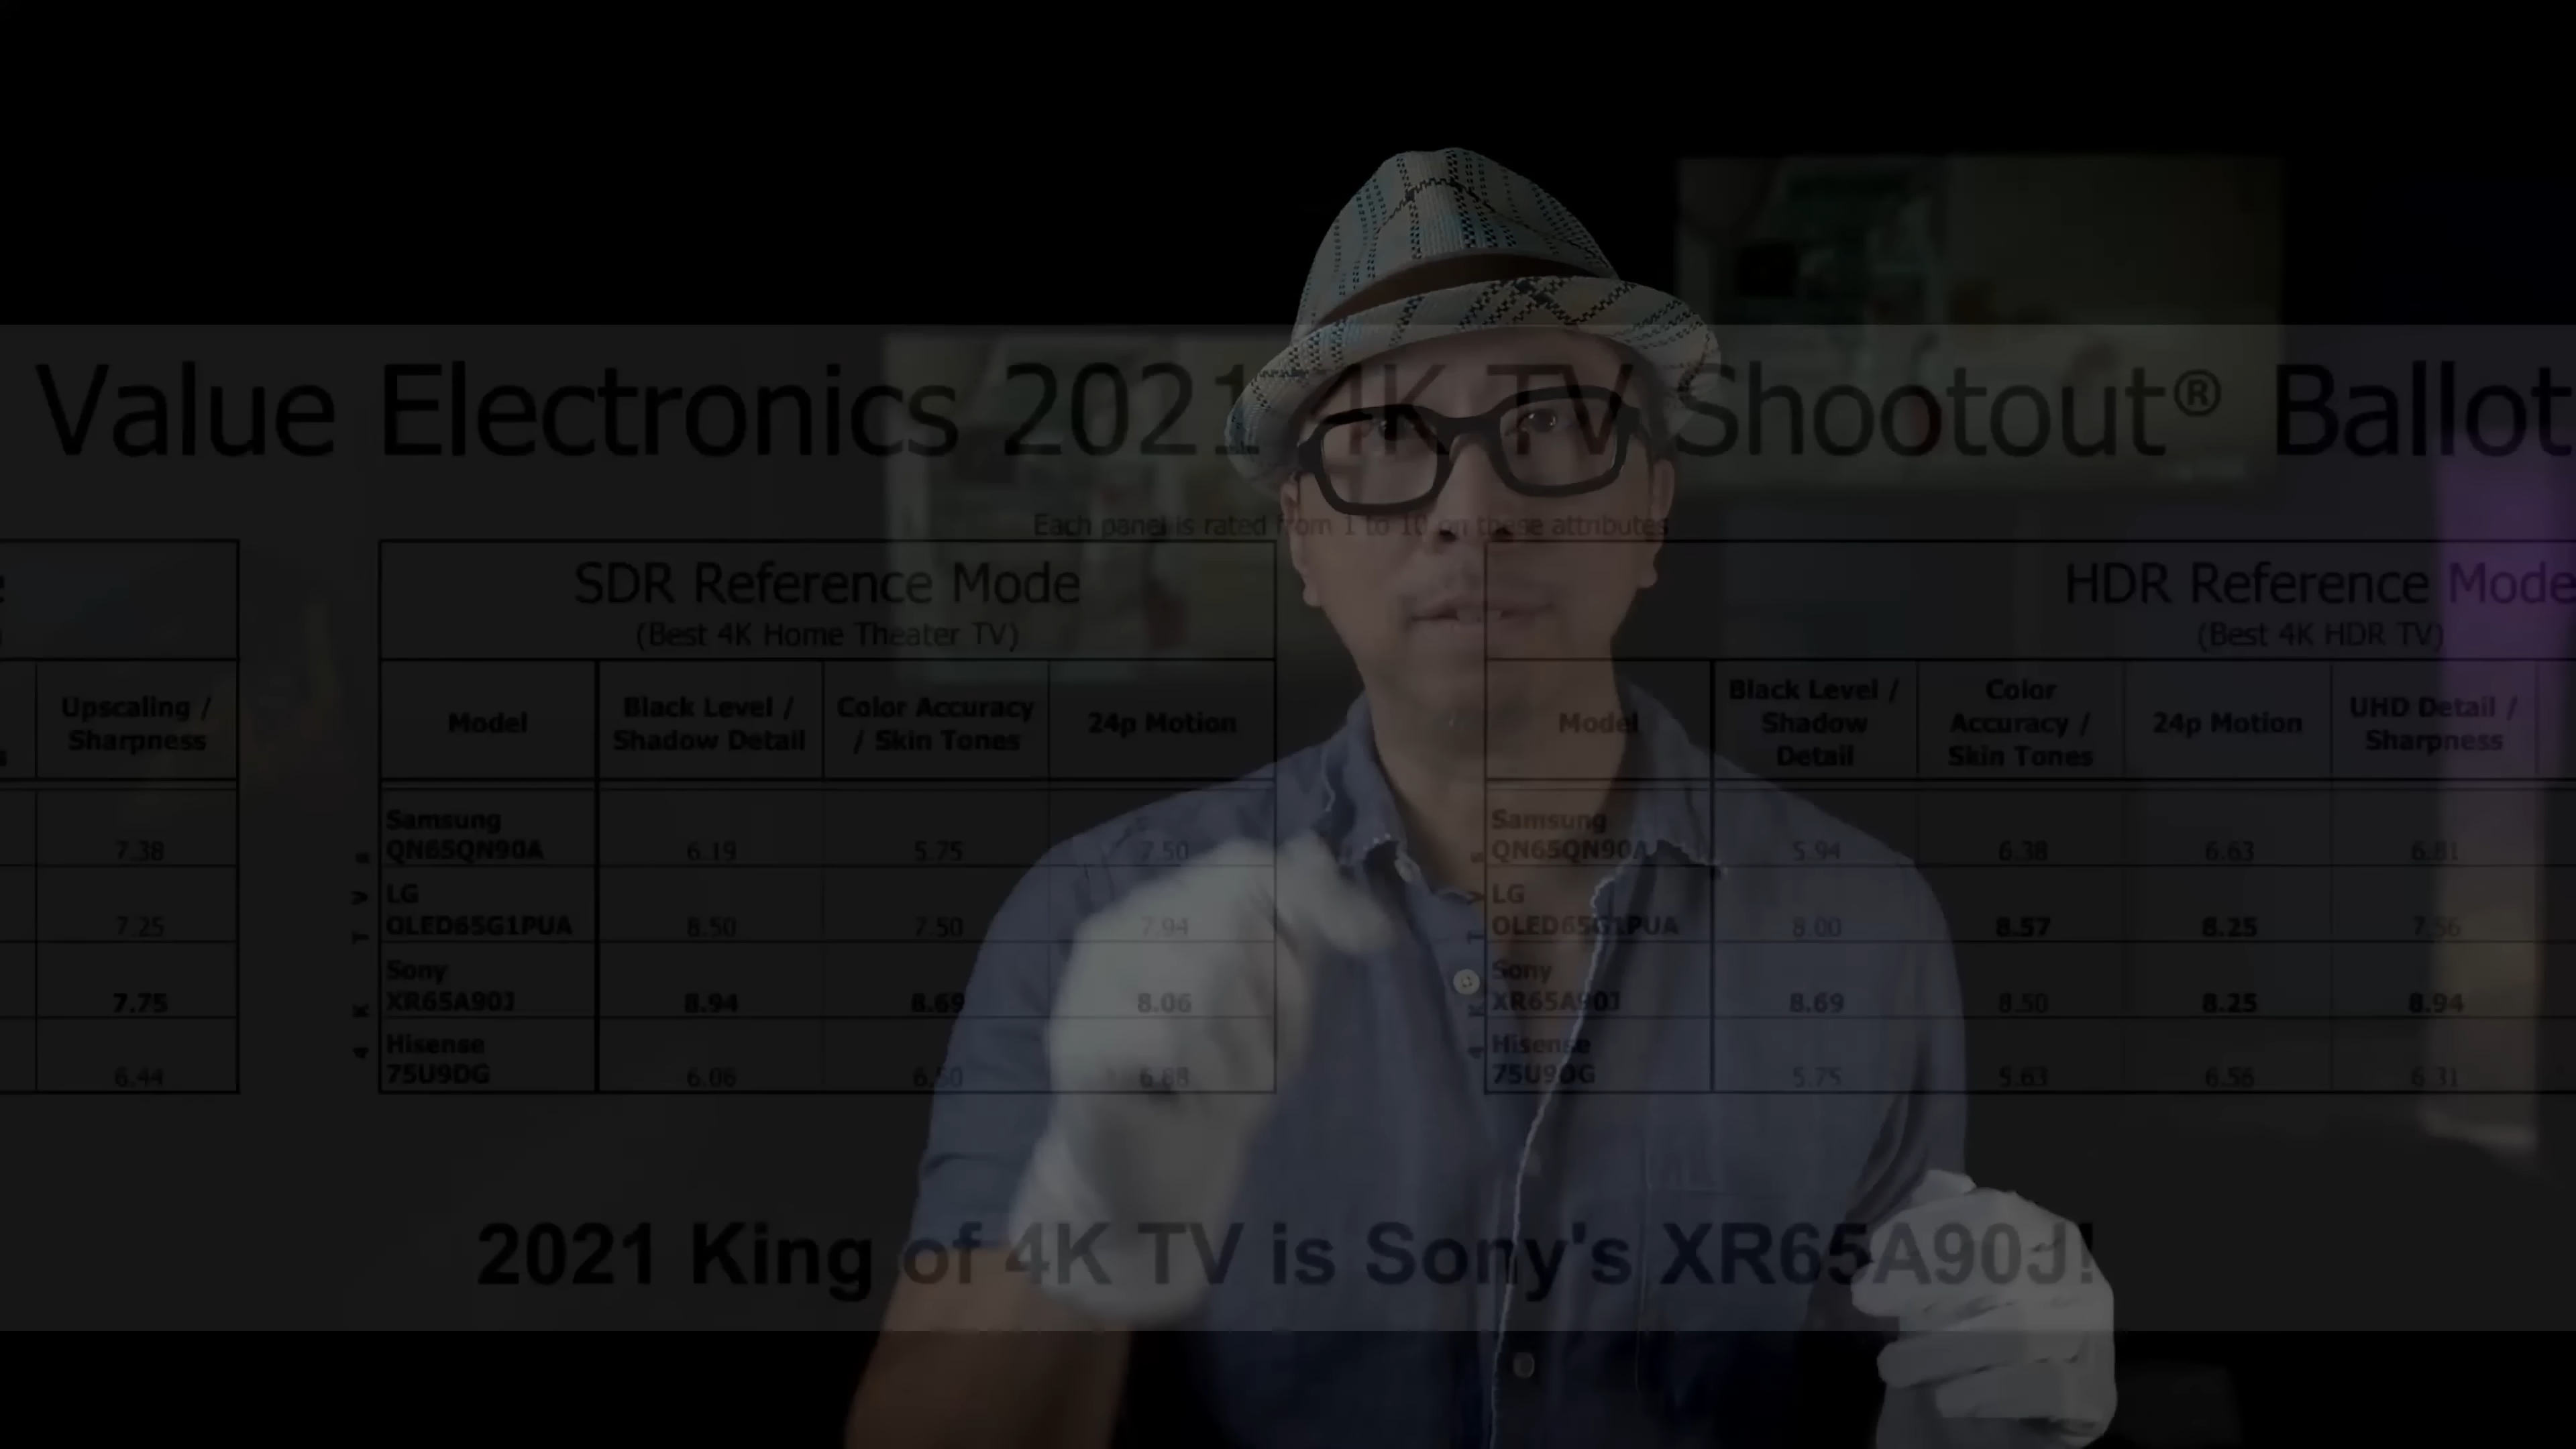 Value Electronics 2021 4K TV Shootout® Ballot
Each panel is rated from 1 to 10 on these attributes
Upscaling /
Sharpness
7.38
7.25
7.75
6.44
SDR Reference Mode
(Best 4K Home Theater TV)
Model
Black Level /
Shadow Detail
Color Accuracy
/ Skin Tones
24p Motion
4 K T V s
Samsung
QN65QN90A 6.19 5.75 7.50
LG
OLED65G1PUA 8.50 7.50 7.94
Sony
XR65A90J 8.94 8.69 8.06
Hisense
75U9DG 6.06 6.50 6.88
HDR Reference Mode
(Best 4K HDR TV)
Model
Black Level /
Shadow
Detail
Color
Accuracy /
Skin Tones
24p Motion
UHD Detail /
Sharpness
4 K T V s
Samsung
QN65QN90A 5.94 6.38 6.63 6.81
LG
OLED65G1PUA 8.00 8.57 8.25 7.56
Sony
XR65A90J 8.69 8.50 8.25 8.94
Hisense
75U9DG 5.75 5.63 6.56 6.31
2021 King of 4K TV is Sony's XR65A90J!